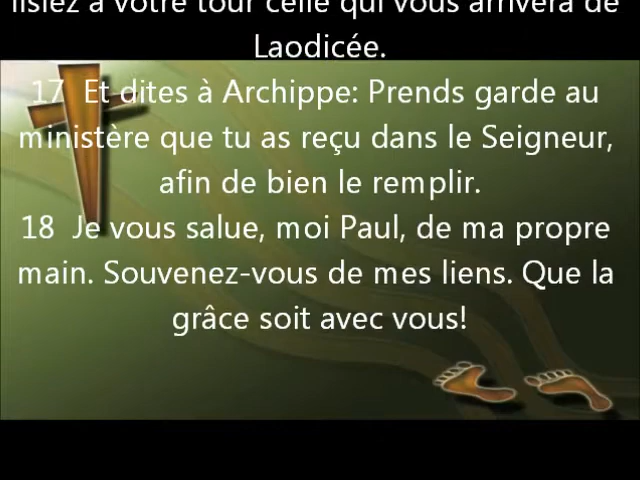 lisiez à votre tour celle qui vous arrivera de
Laodicée.
17 Et dites à Archippe: Prends garde au
ministère que tu as reçu dans le Seigneur,
afin de bien le remplir.
18 Je vous salue, moi Paul, de ma propre
main. Souvenez-vous de mes liens. Que la
grâce soit avec vous!